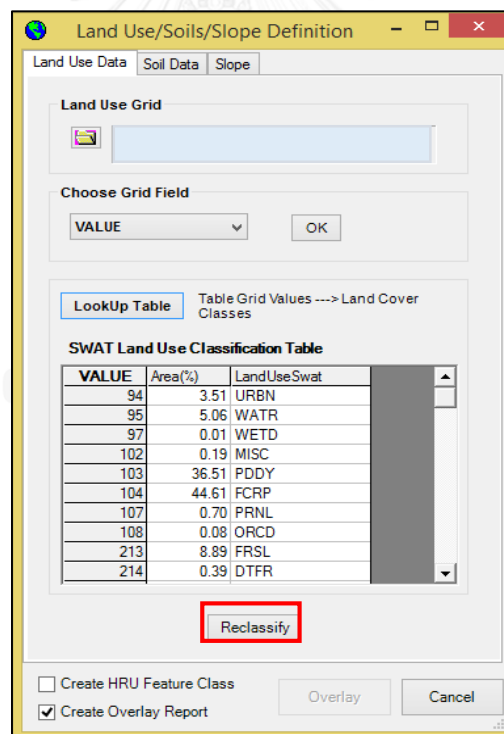 Land Use/Soils/Slope Definition
Land Use Data Soil Data Slope
Land Use Grid
Choose Grid Field
VALUE OK
LookUp Table Table Grid Values ---> Land Cover
Classes
SWAT Land Use Classification Table
VALUE Area(%) LandUseSwat
94 3.51 URBN
95 5.06 WATR
97 0.01 WETD
102 0.19 MISC
103 36.51 PDDY
104 44.61 FCRP
107 0.70 PRNL
108 0.08 ORCD
213 8.89 FRSL
214 0.39 DTFR
Reclassify
Create HRU Feature Class
Create Overlay Report
Overlay Cancel